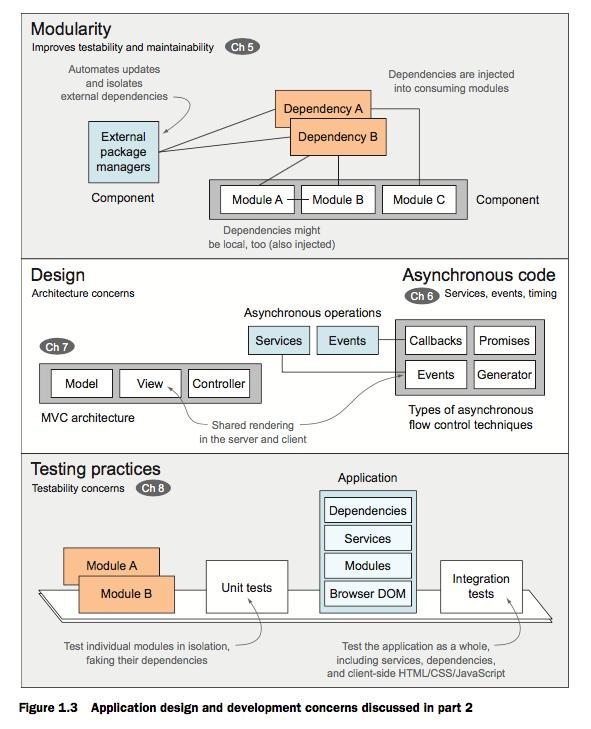 Modularity
Improves testability and maintainability
Ch 5
Automates updates
and isolates
external dependencies
Dependencies are injected
into consuming modules
Dependency A
Dependency B
External
package
managers
Component
Module A
Module B
Module C
Component
Dependencies might
be local, too (also injected)
Design
Architecture concerns
Asynchronous code
Ch 6
Services, events, timing
Asynchronous operations
Services
Events
Callbacks
Promises
Events
Generator
Ch 7
Model
View
Controller
MVC architecture
Shared rendering
in the server and client
Types of asynchronous
flow control techniques
Testing practices
Testability concerns
Ch 8
Application
Dependencies
Services
Modules
Browser DOM
Module A
Module B
Unit tests
Integration
tests
Test individual modules in isolation,
faking their dependencies
Test the application as a whole,
including services, dependencies,
and client-side HTML/CSS/JavaScript
Figure 1.3 Application design and development concerns discussed in part 2